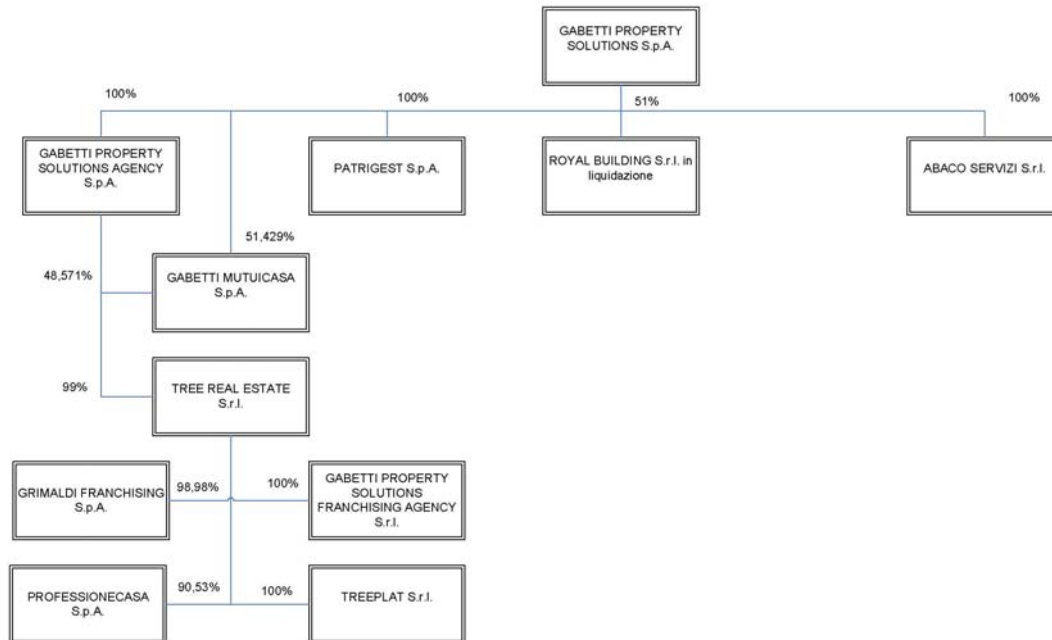 GABETTI PROPERTY
SOLUTIONS S.p.A.
100%
100%
51%
100%
GABETTI PROPERTY
SOLUTIONS AGENCY
S.p.A.
PATRIGEST S.p.A.
ROYAL BUILDING S.r.l. in
liquidazione
ABACO SERVIZI S.r.l.
51,429%
48,571%
GABETTI MUTUICASA
S.p.A.
99%
TREE REAL ESTATE
S.r.l.
GRIMALDI FRANCHISING
S.p.A.
98,98%
100%
GABETTI PROPERTY
SOLUTIONS
FRANCHISING AGENCY
S.r.l.
PROFESSIONECASA
S.p.A.
90,53%
100%
TREEPLAT S.r.l.